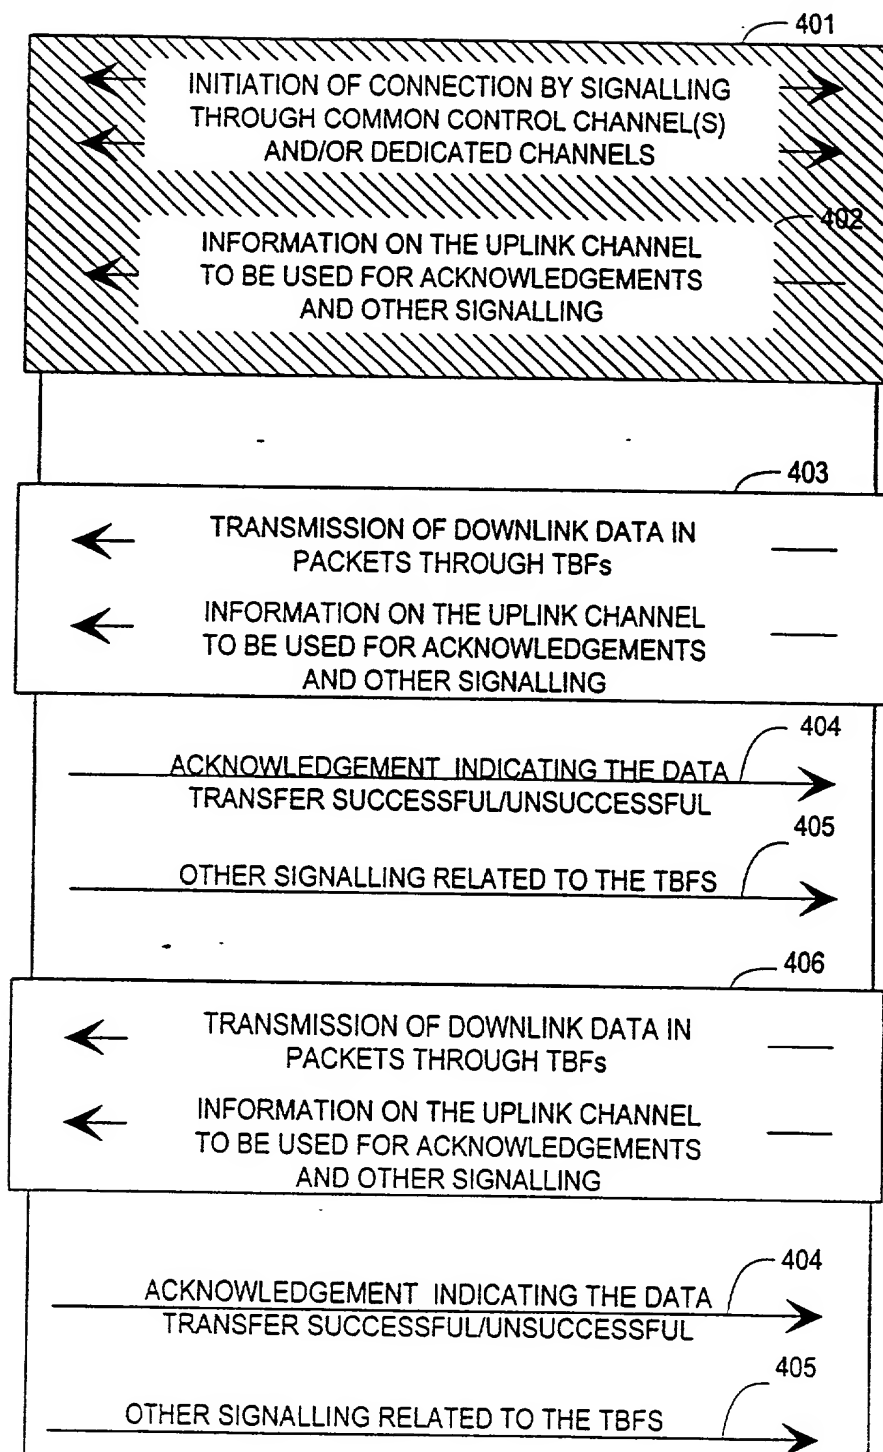 401
INITIATION OF CONNECTION BY SIGNALLING
THROUGH COMMON CONTROL CHANNEL(S)
AND/OR DEDICATED CHANNELS
402
INFORMATION ON THE UPLINK CHANNEL
TO BE USED FOR ACKNOWLEDGEMENTS
AND OTHER SIGNALLING
403
TRANSMISSION OF DOWNLINK DATA IN
PACKETS THROUGH TBFs
INFORMATION ON THE UPLINK CHANNEL
TO BE USED FOR ACKNOWLEDGEMENTS
AND OTHER SIGNALLING
404
ACKNOWLEDGEMENT INDICATING THE DATA
TRANSFER SUCCESSFUL/UNSUCCESSFUL
405
OTHER SIGNALLING RELATED TO THE TBFS
406
TRANSMISSION OF DOWNLINK DATA IN
PACKETS THROUGH TBFs
INFORMATION ON THE UPLINK CHANNEL
TO BE USED FOR ACKNOWLEDGEMENTS
AND OTHER SIGNALLING
404
ACKNOWLEDGEMENT INDICATING THE DATA
TRANSFER SUCCESSFUL/UNSUCCESSFUL
405
OTHER SIGNALLING RELATED TO THE TBFS